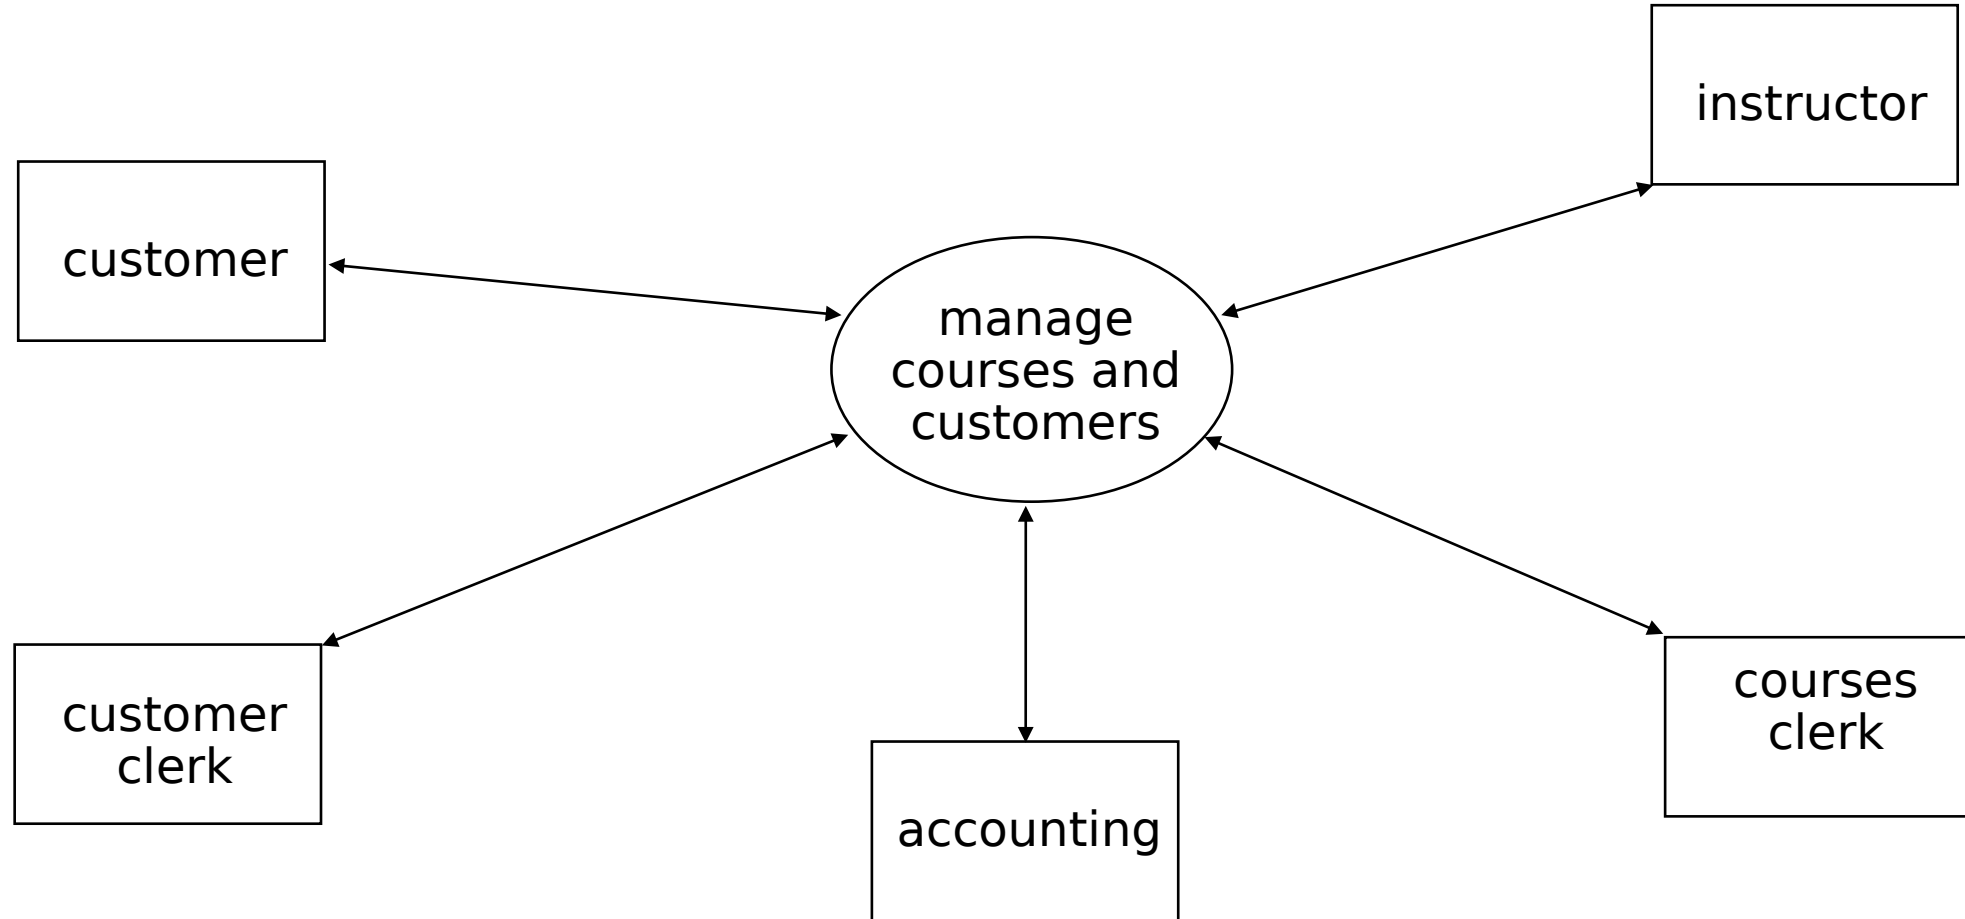 instructor
customer
manage
courses and
customers
customer
clerk
accounting
courses
clerk